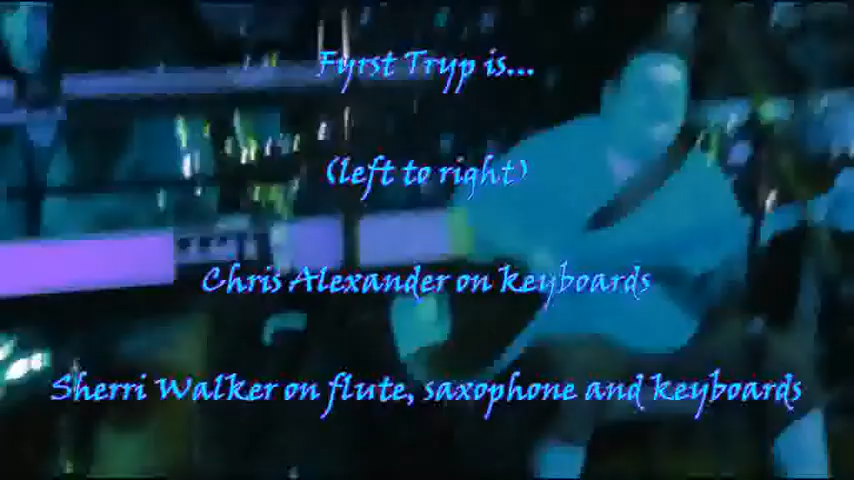 Fyrst Tryp is...
(left to right)
Chris Alexander on keyboards
Sherri Walker on flute, saxophone and keyboards